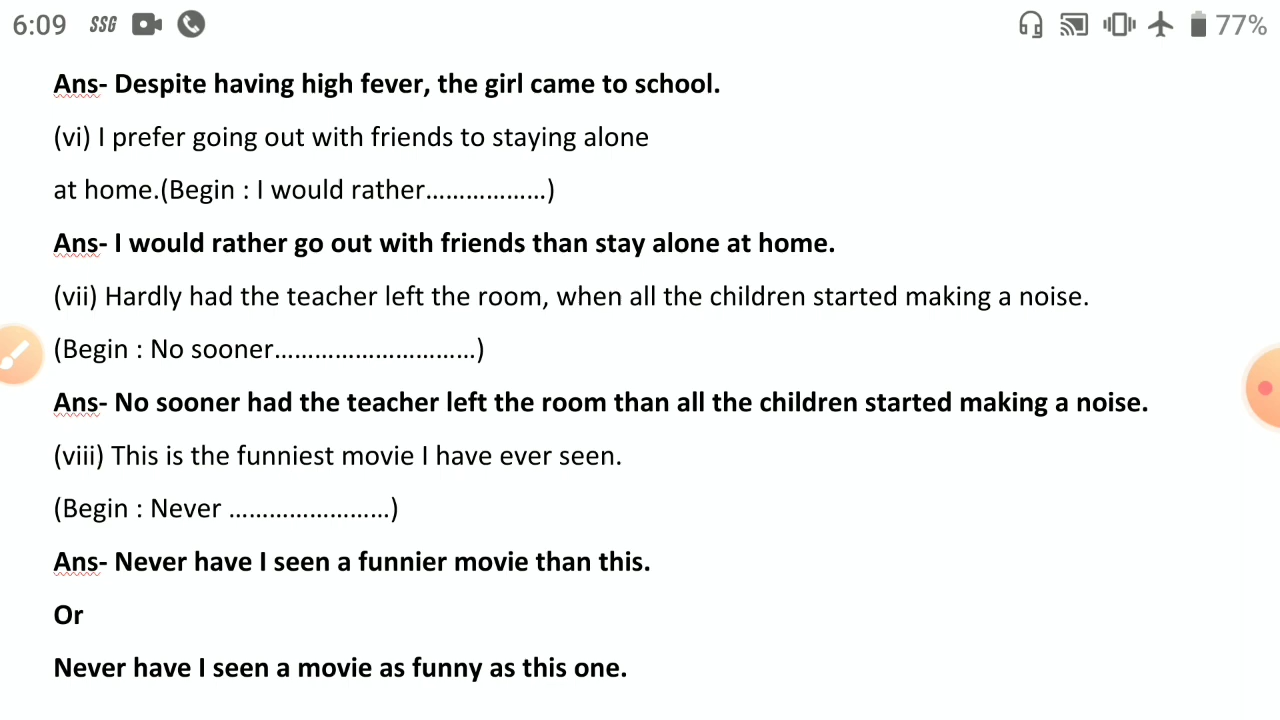 6:09 SSG 77%
Ans- Despite having high fever, the girl came to school.
(vi) I prefer going out with friends to staying alone
at home.(Begin : I would rather………………)
Ans- I would rather go out with friends than stay alone at home.
(vii) Hardly had the teacher left the room, when all the children started making a noise.
(Begin : No sooner…………………………)
Ans- No sooner had the teacher left the room than all the children started making a noise.
(viii) This is the funniest movie I have ever seen.
(Begin : Never ……………………)
Ans- Never have I seen a funnier movie than this.
Or
Never have I seen a movie as funny as this one.